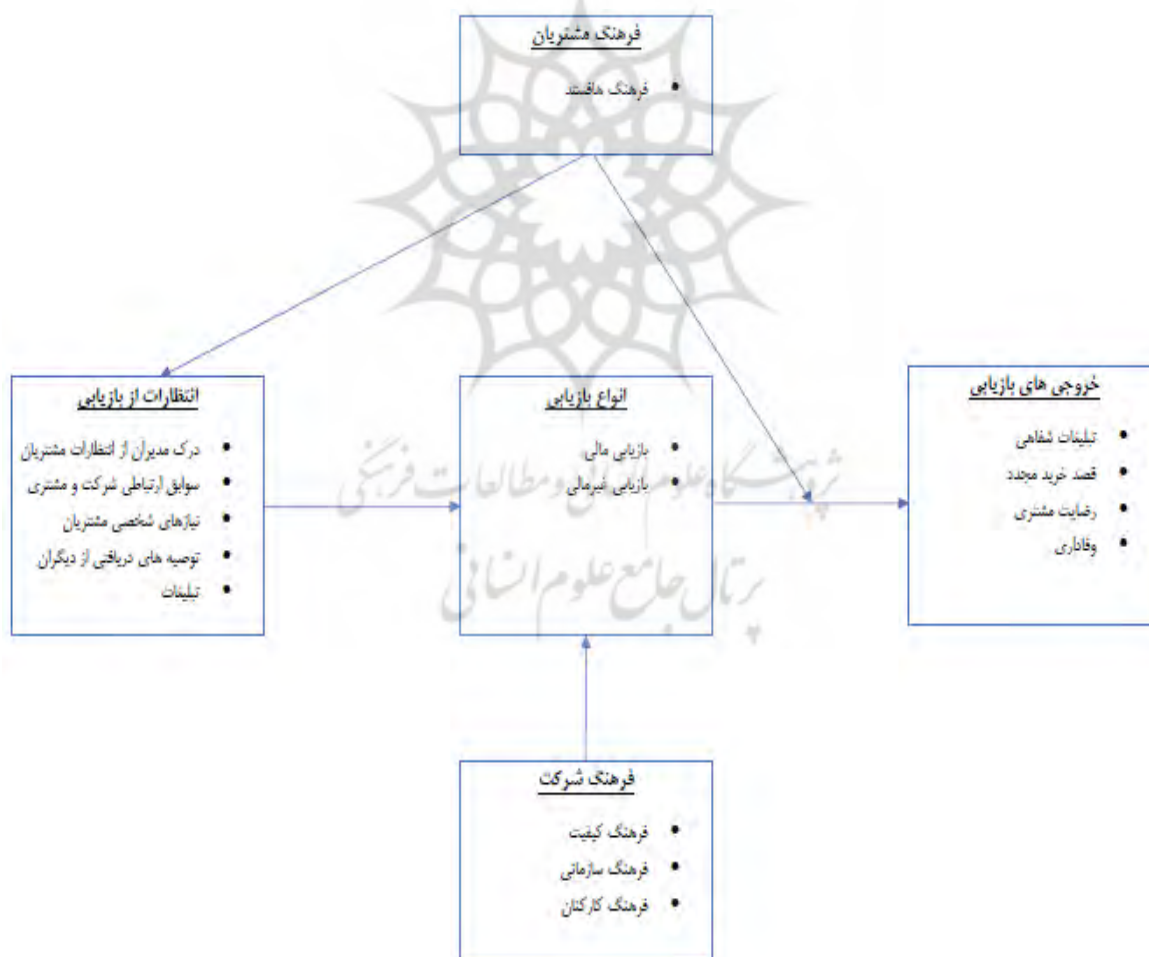 فرهنگ مشتریان
• فرهنگ هافستد
انتظارات از بازیابی
• درک مدیران از انتظارات مشتریان
• سوابق ارتباطی شرکت و مشتری
• نیازهای شخصی مشتریان
• توصیه های دریافتی از دیگران
• تبلیغات
انواع بازیابی
• بازیابی مالی
• بازیابی غیرمالی
خروجی های بازیابی
• تبلیغات شفاهی
• قصد خرید مجدد
• رضایت مشتری
• وفاداری
پژوهشگاه علوم انسانی و مطالعات فرهنگی
پرتال جامع علوم انسانی
فرهنگ شرکت
• فرهنگ کیفیت
• فرهنگ سازمانی
• فرهنگ کارکنان